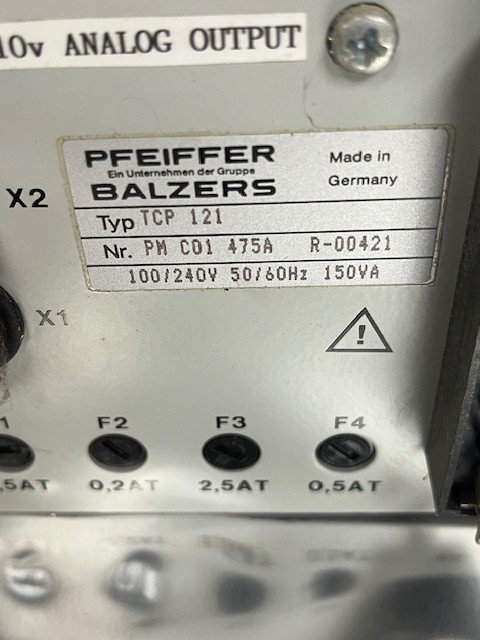 10v ANALOG OUTPUT
PFEIFFER
Ein Unternehmen der Gruppe
BALZERS
Made in
Germany
X2
Typ TCP 121
Nr. PM C01 475A R-00421
100/240V 50/60Hz 150VA
X1
F2 F3 F4
,5AT 0,2AT 2,5AT 0,5AT